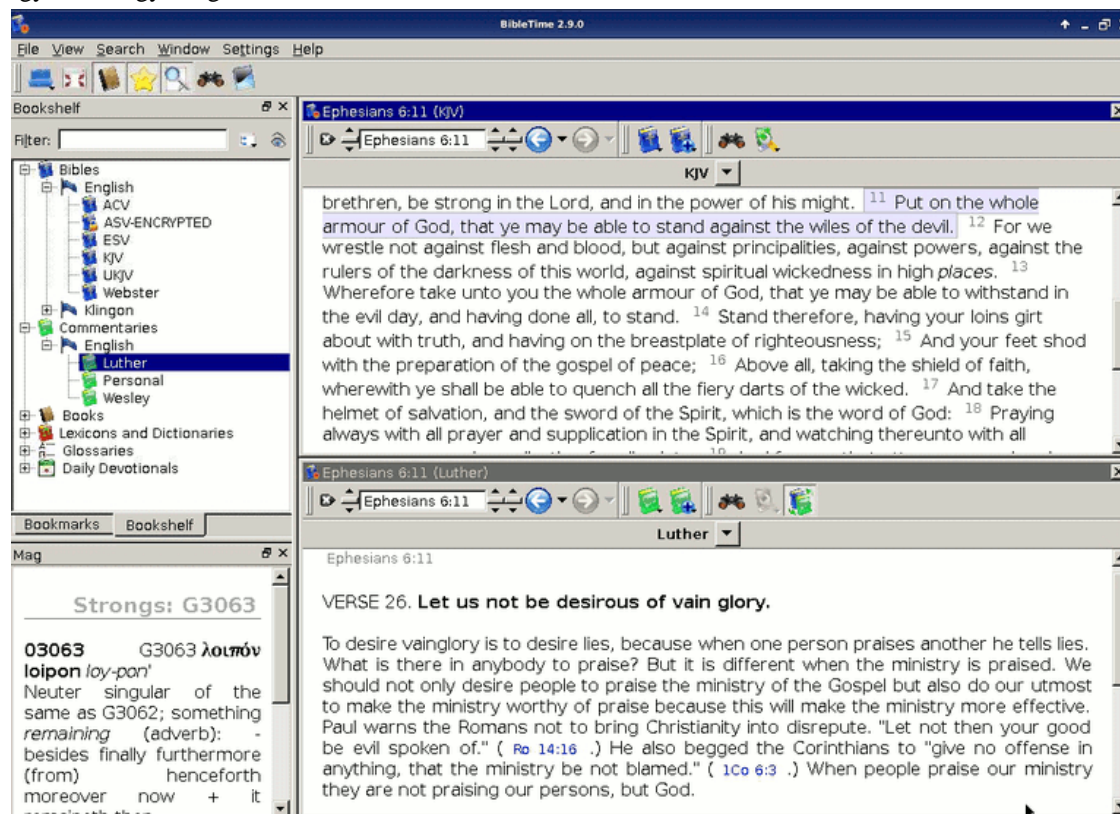 BibleTime 2.9.0
File View Search Window Settings Help
Bookshelf
Filter:
Bibles
English
ACV
ASV-ENCRYPTED
ESV
KJV
UKJV
Webster
Klingon
Commentaries
English
Luther
Personal
Wesley
Books
Lexicons and Dictionaries
Glossaries
Daily Devotionals
Bookmarks Bookshelf
Mag
Strongs: G3063
03063 G3063 λοιπόν
loipon loy-pon'
Neuter singular of the
same as G3062; something
remaining (adverb): -
besides finally furthermore
(from) henceforth
moreover now + it
Ephesians 6:11 (KJV)
Ephesians 6:11
KJV
brethren, be strong in the Lord, and in the power of his might. 11 Put on the whole
armour of God, that ye may be able to stand against the wiles of the devil. 12 For we
wrestle not against flesh and blood, but against principalities, against powers, against the
rulers of the darkness of this world, against spiritual wickedness in high places. 13
Wherefore take unto you the whole armour of God, that ye may be able to withstand in
the evil day, and having done all, to stand. 14 Stand therefore, having your loins girt
about with truth, and having on the breastplate of righteousness; 15 And your feet shod
with the preparation of the gospel of peace; 16 Above all, taking the shield of faith,
wherewith ye shall be able to quench all the fiery darts of the wicked. 17 And take the
helmet of salvation, and the sword of the Spirit, which is the word of God: 18 Praying
always with all prayer and supplication in the Spirit, and watching thereunto with all
Ephesians 6:11 (Luther)
Ephesians 6:11
Luther
Ephesians 6:11
VERSE 26. Let us not be desirous of vain glory.
To desire vainglory is to desire lies, because when one person praises another he tells lies.
What is there in anybody to praise? But it is different when the ministry is praised. We
should not only desire people to praise the ministry of the Gospel but also do our utmost
to make the ministry worthy of praise because this will make the ministry more effective.
Paul warns the Romans not to bring Christianity into disrepute. "Let not then your good
be evil spoken of." ( Ro 14:16 .) He also begged the Corinthians to "give no offense in
anything, that the ministry be not blamed." ( 1Co 6:3 .) When people praise our ministry
they are not praising our persons, but God.